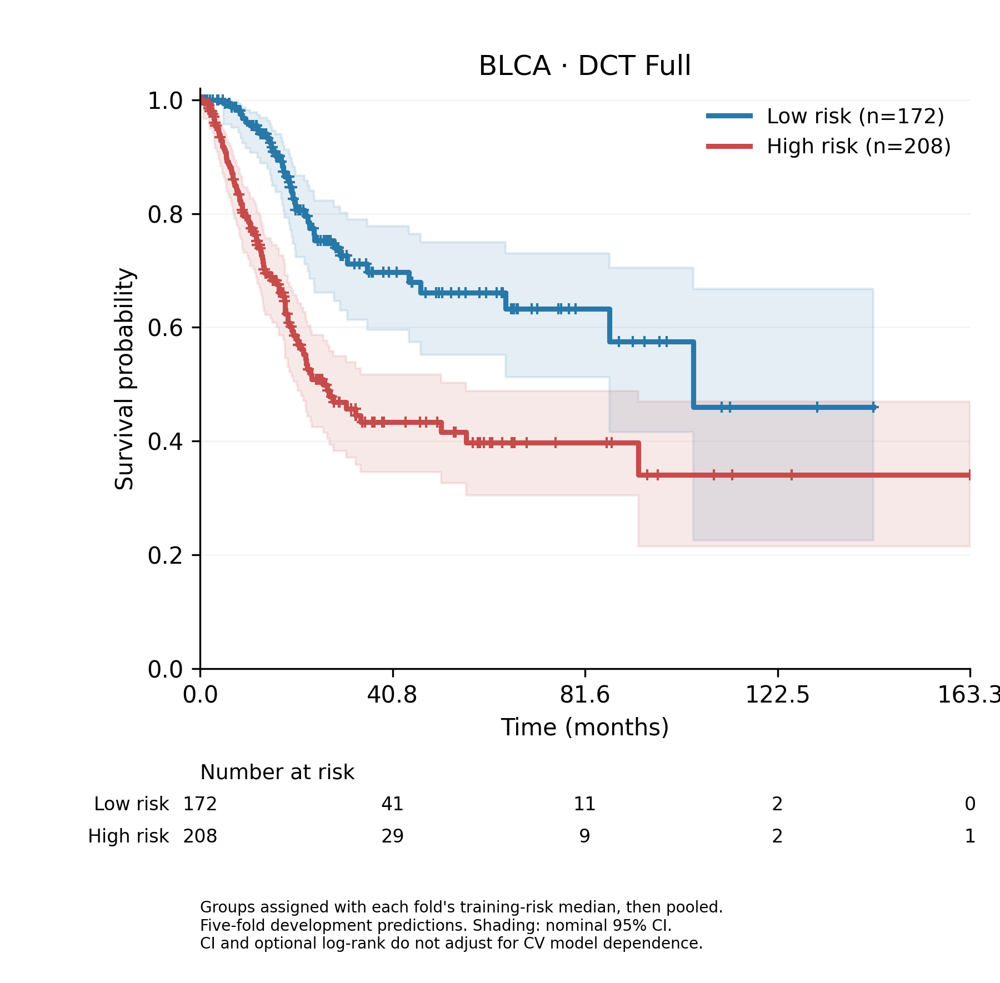 BLCA · DCT Full
Low risk (n=172)
High risk (n=208)
Survival probability
1.0
0.8
0.6
0.4
0.2
0.0
0.0 40.8 81.6 122.5 163.3
Time (months)
Number at risk
Low risk 172 41 11 2 0
High risk 208 29 9 2 1
Groups assigned with each fold's training-risk median, then pooled.
Five-fold development predictions. Shading: nominal 95% CI.
CI and optional log-rank do not adjust for CV model dependence.